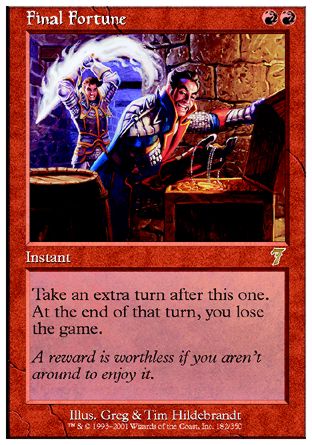 Final Fortune
Instant
Take an extra turn after this one.
At the end of that turn, you lose
the game.
A reward is worthless if you aren't
around to enjoy it.
Illus. Greg & Tim Hildebrandt
™ & © 1993–2001 Wizards of the Coast, Inc. 182/350